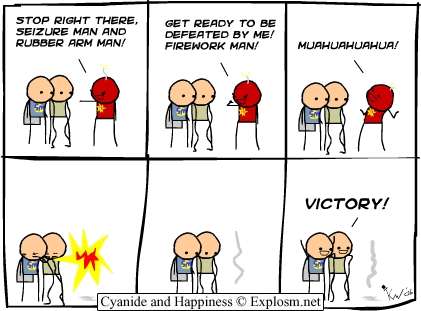 STOP RIGHT THERE,
SEIZURE MAN AND
RUBBER ARM MAN!
GET READY TO BE
DEFEATED BY ME!
FIREWORK MAN!
MUAHUAHUAHUA!
VICTORY!
Cyanide and Happiness © Explosm.net